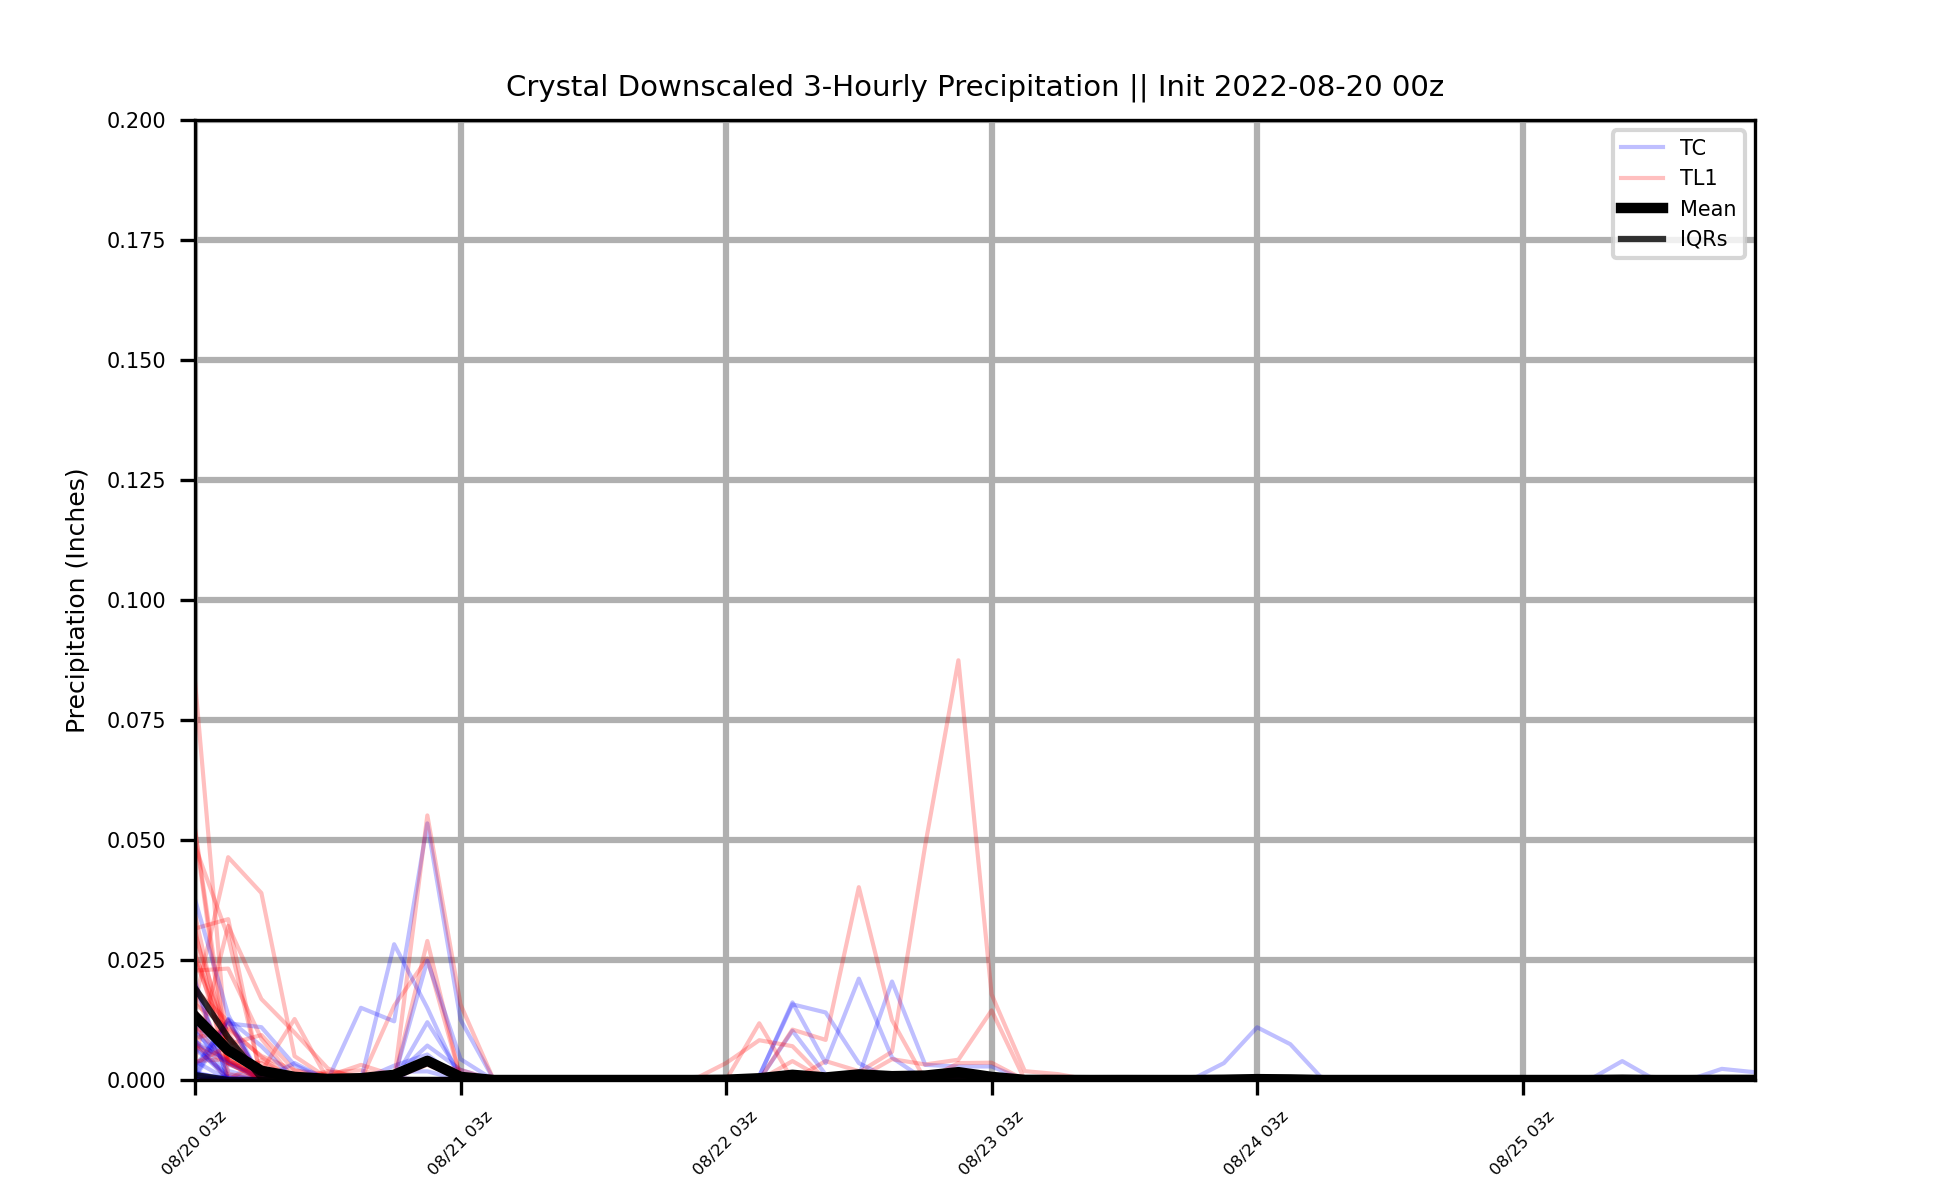 Crystal Downscaled 3-Hourly Precipitation || Init 2022-08-20 00z
Precipitation (Inches)
0.200
0.175
0.150
0.125
0.100
0.075
0.050
0.025
0.000
TC
TL1
Mean
IQRs
08/20 03z
08/21 03z
08/22 03z
08/23 03z
08/24 03z
08/25 03z